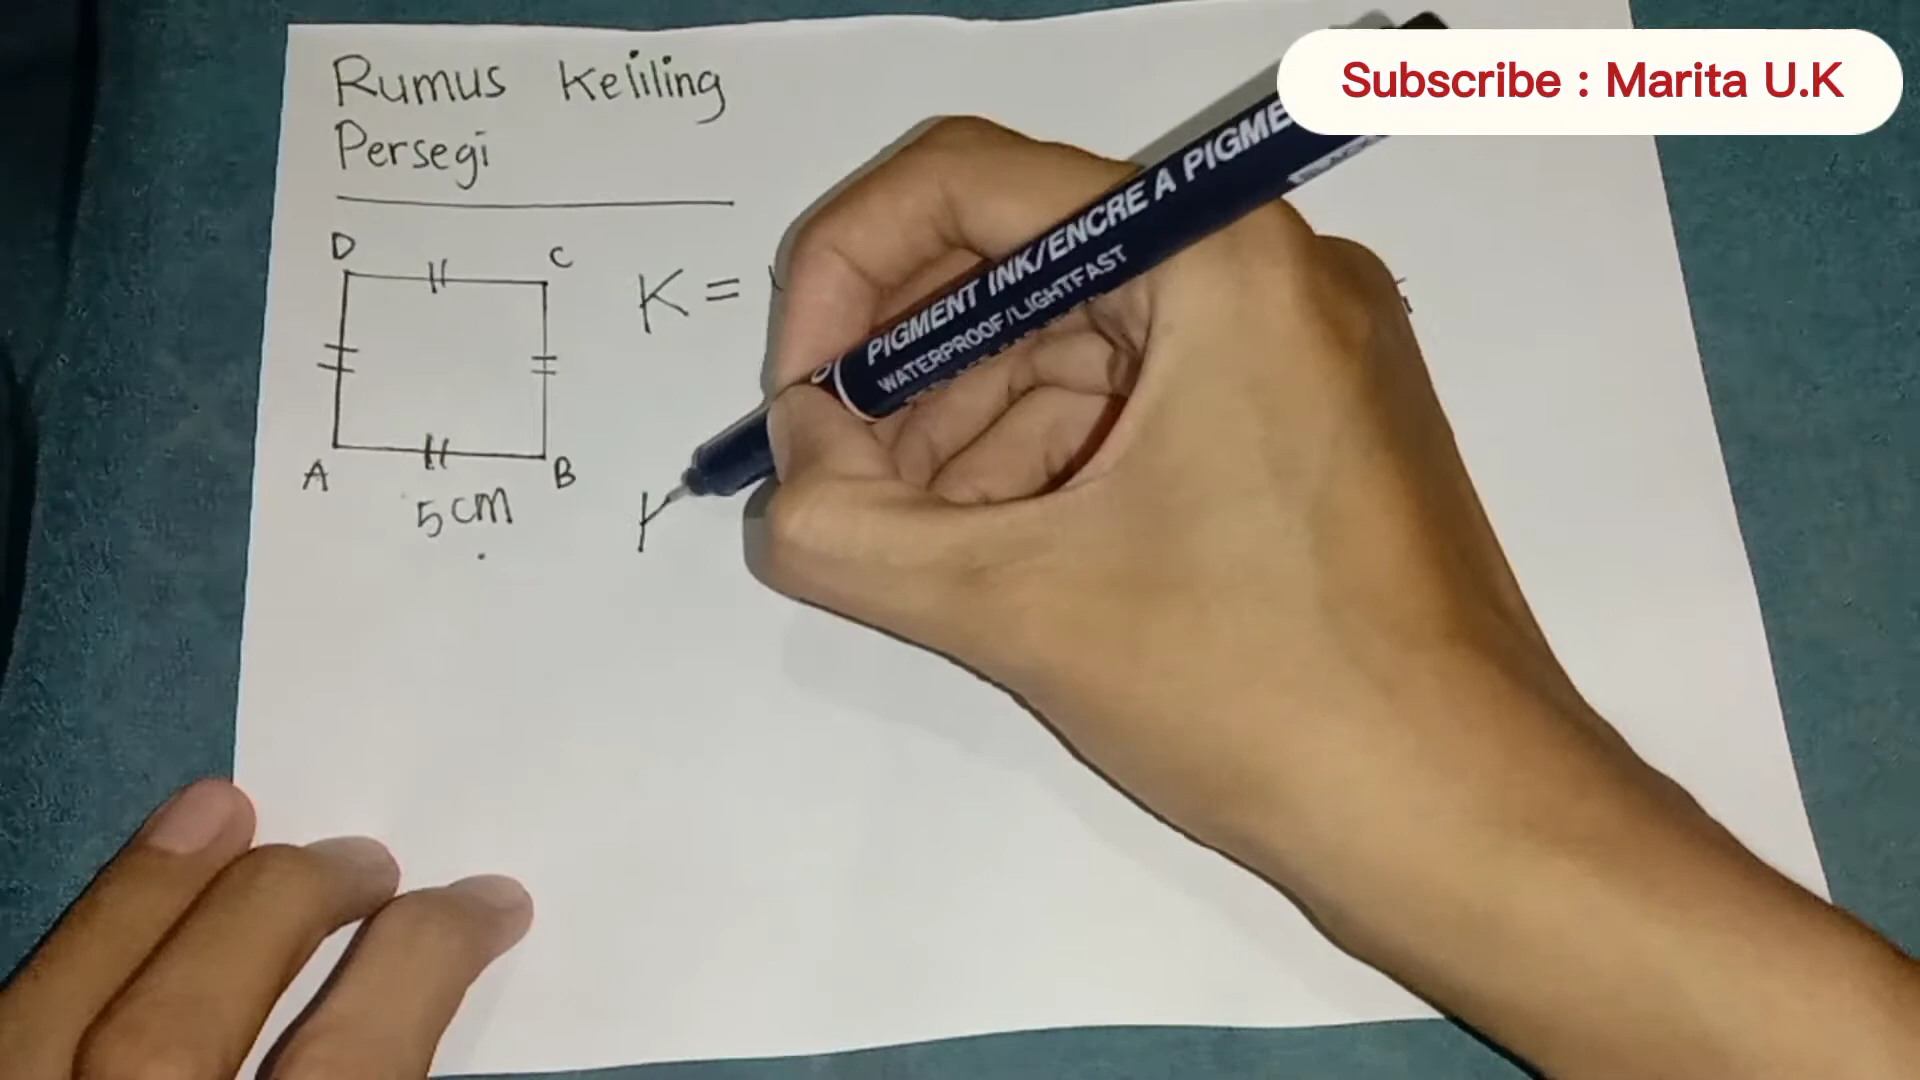 Subscribe : Marita U.K
Rumus Keliling
Persegi
D
C
K =
A
B
5 cm
PIGMENT INK/ENCRE A PIGME
WATERPROOF/LIGHTFAST